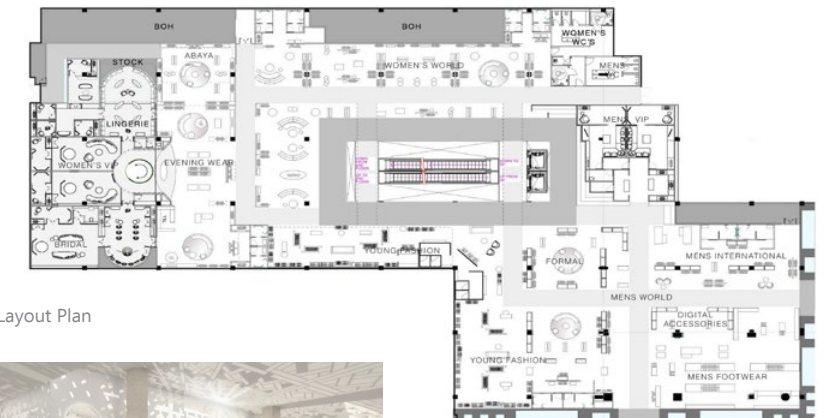 BOH
BOH
WOMEN'S
WC'S
STOCK
ABAYA
WOMEN'S WORLD
MENS
WC
LINGERIE
MENS VIP
WOMEN'S VIP
EVENING WEAR
BRIDAL
YOUNG FASHION
FORMAL
MENS INTERNATIONAL
MENS WORLD
DIGITAL
ACCESSORIES
Layout Plan
YOUNG FASHION
MENS FOOTWEAR